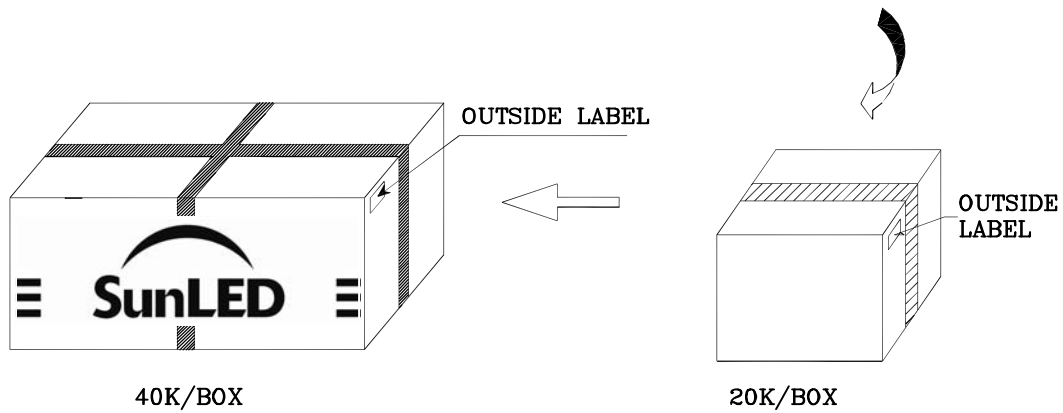 OUTSIDE LABEL
OUTSIDE
LABEL
SunLED
40K/BOX
20K/BOX